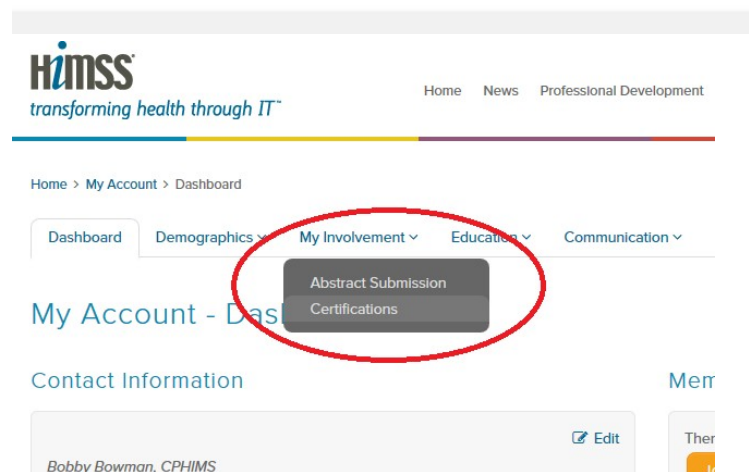 HIMSS
transforming health through IT™
Home News Professional Development
Home > My Account > Dashboard
Dashboard Demographics My Involvement Education Communication
Abstract Submission
Certifications
My Account -
Contact Information
Edit
Bobby Bowman, CPHIMS